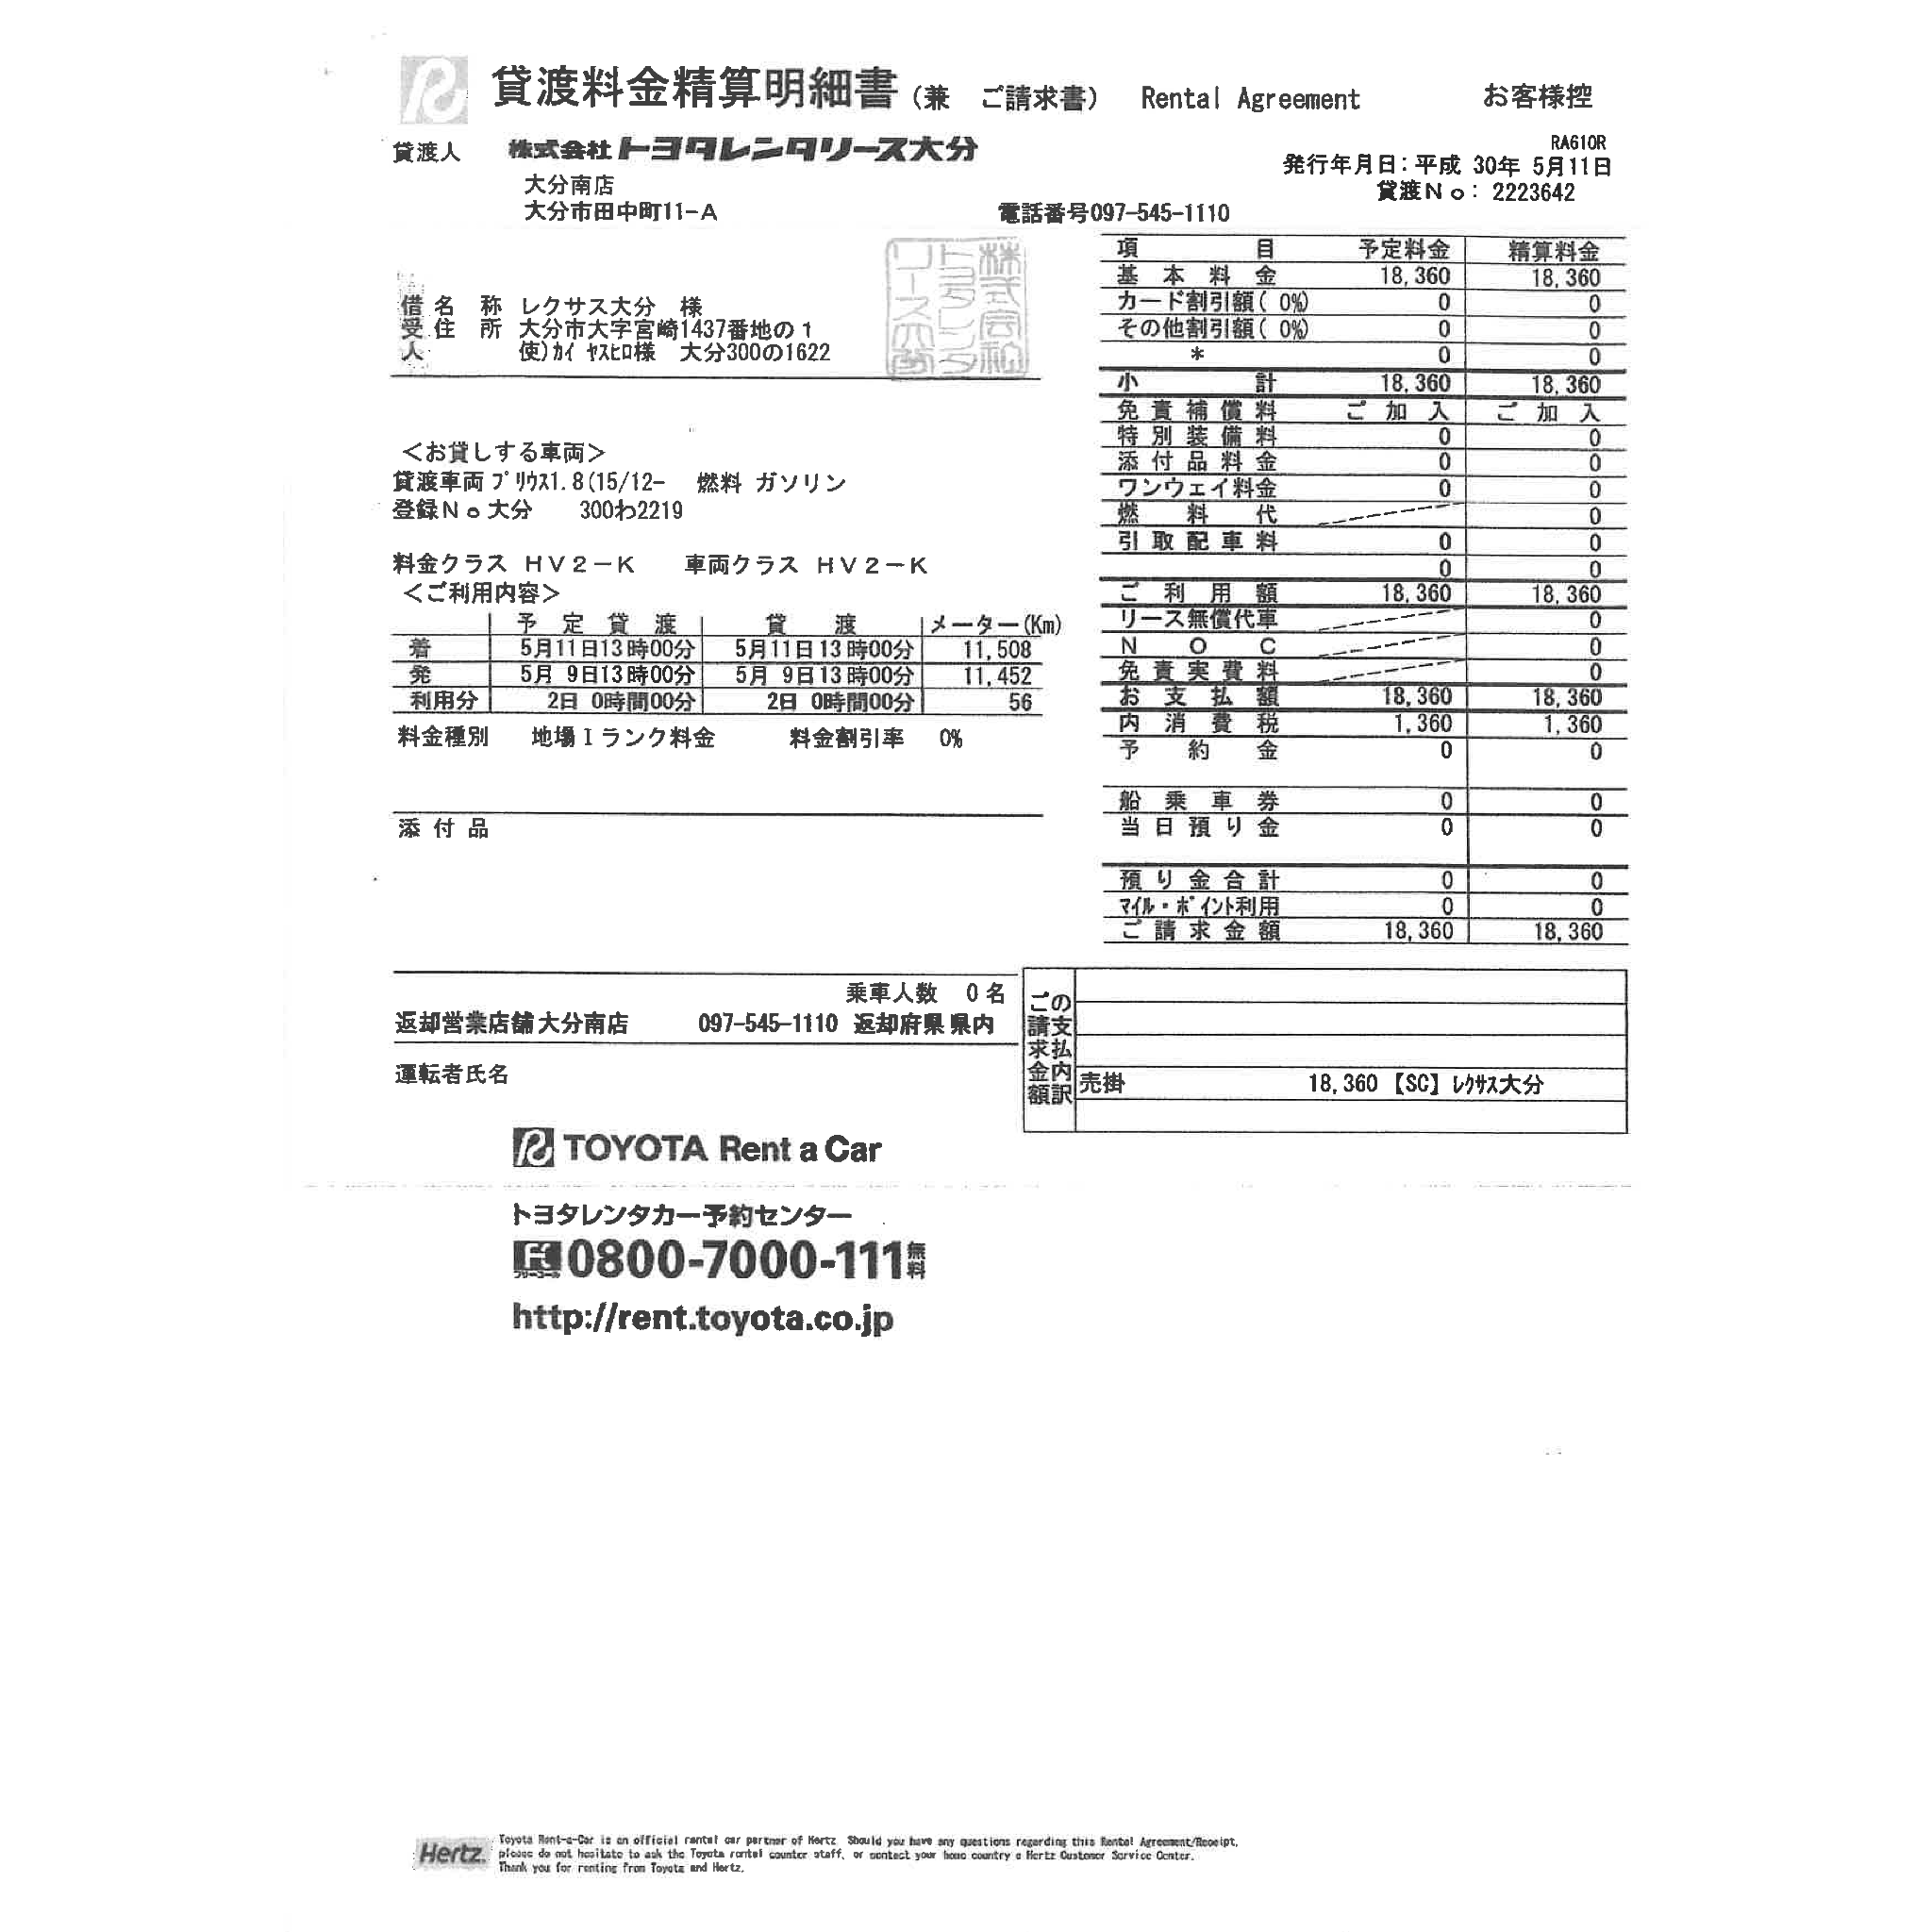 貸渡料金精算明細書 (兼 ご請求書) Rental Agreement お客様控
RA610R
貸渡人 株式会社トヨタレンタリース大分
発行年月日:平成 30年 5月11日
大分南店
貸渡No: 2223642
大分市田中町11-A 電話番号097-545-1110
株式会社トヨタレンタリース大分
借受人
名 称 レクサス大分 様
住 所 大分市大字宮崎1437番地の1
使)ｶｲ ﾔｽﾋﾛ様 大分300の1622
<お貸しする車両>
貸渡車両 ﾌﾟﾘｳｽ1.8(15/12- 燃料 ガソリン
登録No大分 300わ2219
料金クラス HV2-K 車両クラス HV2-K
<ご利用内容>
予定貸渡 貸渡 メーター(Km)
着 5月11日13時00分 5月11日13時00分 11,508
発 5月 9日13時00分 5月 9日13時00分 11,452
利用分 2日 0時間00分 2日 0時間00分 56
料金種別 地場Iランク料金 料金割引率 0%
添付品
項目 予定料金 精算料金
基本料金 18,360 18,360
カード割引額( 0%) 0 0
その他割引額( 0%) 0 0
* 0 0
小計 18,360 18,360
免責補償料 ご加入 ご加入
特別装備料 0 0
添付品料金 0 0
ワンウェイ料金 0 0
燃料代 0
引取配車料 0 0
0 0
ご利用額 18,360 18,360
リース無償代車 0
NOC 0
免責実費料 0
お支払額 18,360 18,360
内消費税 1,360 1,360
予約金 0 0
船乗車券 0 0
当日預り金 0 0
預り金合計 0 0
ﾏｲﾙ・ﾎﾟｲﾝﾄ利用 0 0
ご請求金額 18,360 18,360
乗車人数 0名
返却営業店舗 大分南店 097-545-1110 返却府県 県内
運転者氏名
ご請求金額の支払内訳
売掛 18,360 【SC】ﾚｸｻｽ大分
TOYOTA Rent a Car
トヨタレンタカー予約センター
フリーコール 0800-7000-111 無料
http://rent.toyota.co.jp
Hertz.
Toyota Rent-a-Car is an official rental car partner of Hertz. Should you have any questions regarding this Rental Agreement/Receipt,
please do not hesitate to ask the Toyota rental counter staff, or contact your home country s Hertz Customer Service Center.
Thank you for renting from Toyota and Hertz.